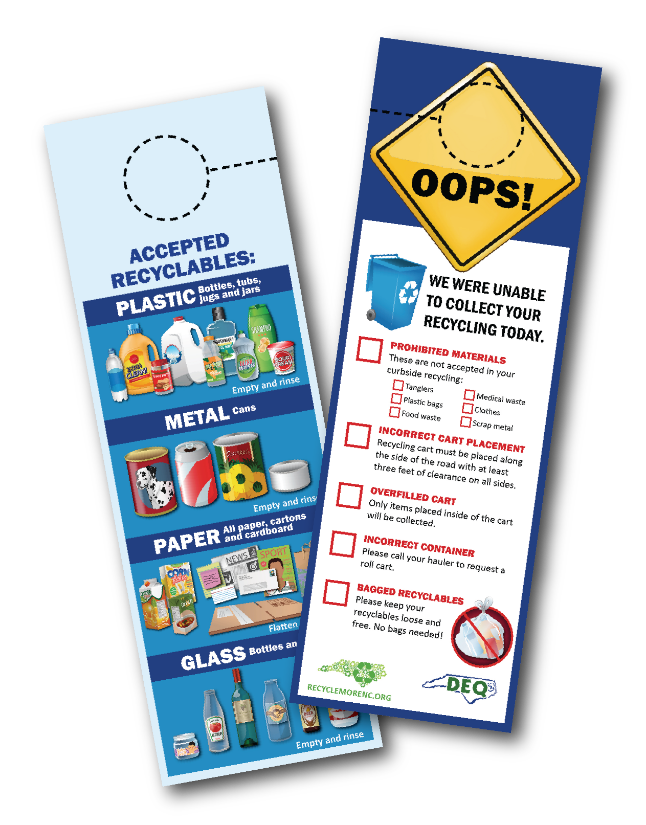 ACCEPTED
RECYCLABLES:
PLASTIC Bottles, tubs,
jugs and jars
Empty and rinse
METAL Cans
Empty and rinse
PAPER All paper, cartons
and cardboard
NEWS
SPORT
CORN
Flatten
GLASS Bottles an
Empty and rinse
OOPS!
WE WERE UNABLE
TO COLLECT YOUR
RECYCLING TODAY.
PROHIBITED MATERIALS
These are not accepted in your
curbside recycling:
Tanglers
Plastic bags
Food waste
Medical waste
Clothes
Scrap metal
INCORRECT CART PLACEMENT
Recycling cart must be placed along
the side of the road with at least
three feet of clearance on all sides.
OVERFILLED CART
Only items placed inside of the cart
will be collected.
INCORRECT CONTAINER
Please call your hauler to request a
roll cart.
BAGGED RECYCLABLES
Please keep your
recyclables loose and
free. No bags needed!
RECYCLEMORENC.ORG
DEQ